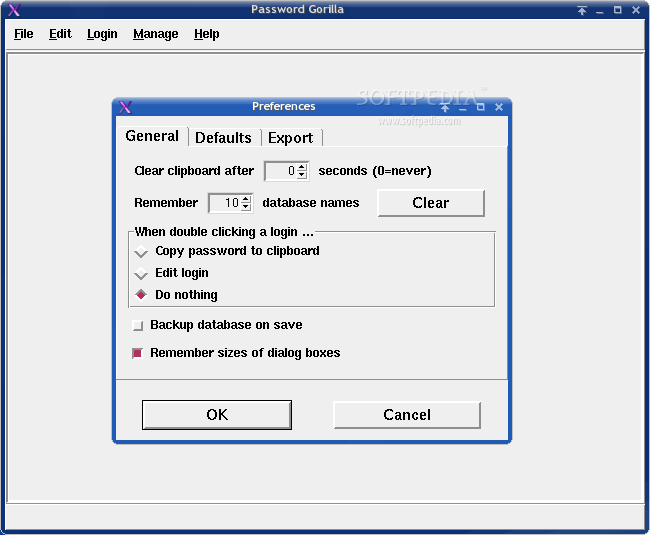 Password Gorilla
File Edit Login Manage Help
SOFTPEDIA
www.softpedia.com
Preferences
General Defaults Export
Clear clipboard after 0 seconds (0=never)
Remember 10 database names Clear
When double clicking a login ...
Copy password to clipboard
Edit login
Do nothing
Backup database on save
Remember sizes of dialog boxes
OK Cancel